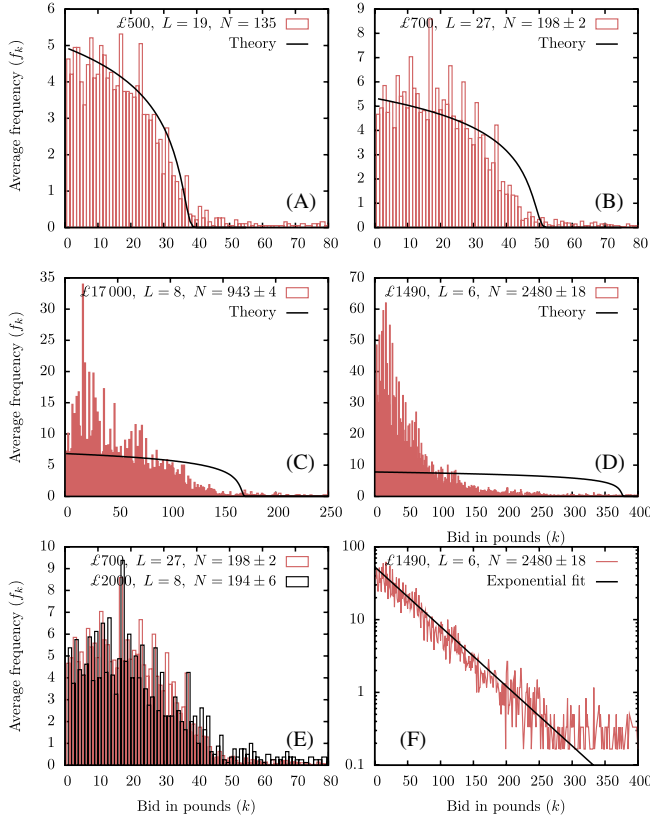 £500, L = 19, N = 135
Theory
Average frequency (f_k)
6
5
4
3
2
1
0
0 10 20 30 40 50 60 70 80
(A)
£700, L = 27, N = 198 ± 2
Theory
9
8
7
6
5
4
3
2
1
0
0 10 20 30 40 50 60 70 80
(B)
£17 000, L = 8, N = 943 ± 4
Theory
Average frequency (f_k)
35
30
25
20
15
10
5
0
0 50 100 150 200 250
(C)
£1490, L = 6, N = 2480 ± 18
Theory
70
60
50
40
30
20
10
0
0 50 100 150 200 250 300 350 400
Bid in pounds (k)
(D)
£700, L = 27, N = 198 ± 2
£2000, L = 8, N = 194 ± 6
Average frequency (f_k)
10
9
8
7
6
5
4
3
2
1
0
0 10 20 30 40 50 60 70 80
Bid in pounds (k)
(E)
£1490, L = 6, N = 2480 ± 18
Exponential fit
100
10
1
0.1
0 50 100 150 200 250 300 350 400
Bid in pounds (k)
(F)